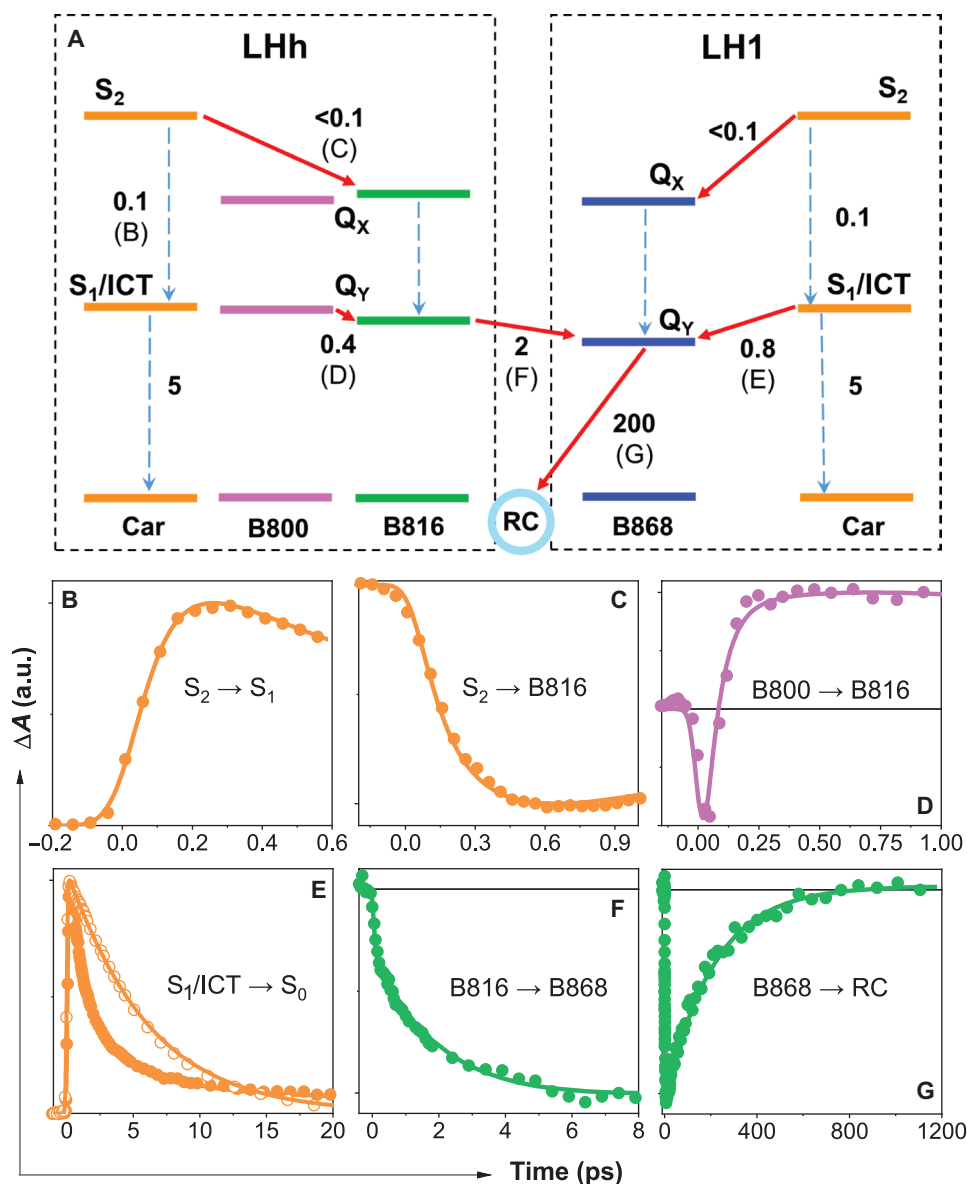 A
LHh
LH1
S2
S2
<0.1
(C)
<0.1
QX
QX
0.1
(B)
0.1
S1/ICT
QY
QY
S1/ICT
0.4
(D)
2
(F)
0.8
(E)
5
5
200
(G)
Car
B800
B816
RC
B868
Car
B
S2 → S1
−0.2 0.0 0.2 0.4 0.6
C
S2 → B816
0.0 0.3 0.6 0.9
D
B800 → B816
0.00 0.25 0.50 0.75 1.00
ΔA (a.u.)
E
S1/ICT → S0
0 5 10 15 20
F
B816 → B868
0 2 4 6 8
G
B868 → RC
0 400 800 1200
Time (ps)